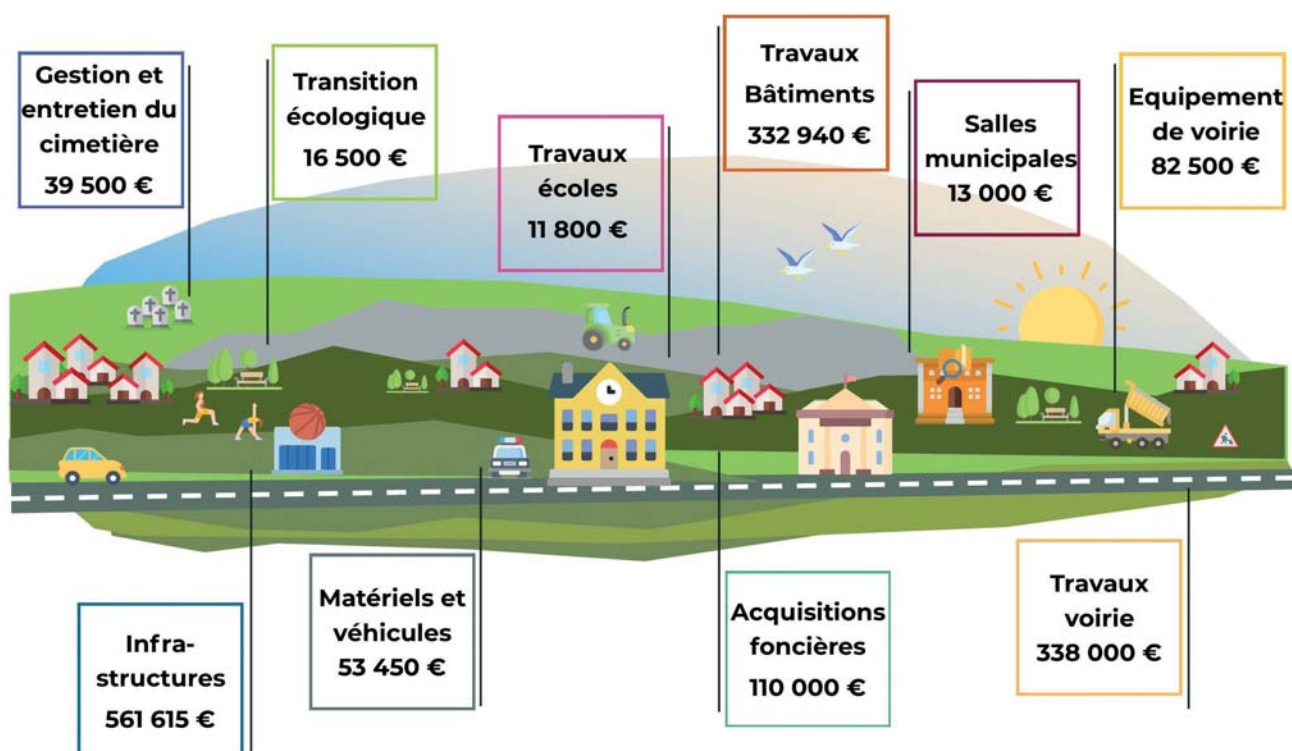 Gestion et
entretien du
cimetière
39 500 €
Transition
écologique
16 500 €
Travaux
écoles
11 800 €
Travaux
Bâtiments
332 940 €
Salles
municipales
13 000 €
Equipement
de voirie
82 500 €
Infra-
structures
561 615 €
Matériels et
véhicules
53 450 €
Acquisitions
foncières
110 000 €
Travaux
voirie
338 000 €